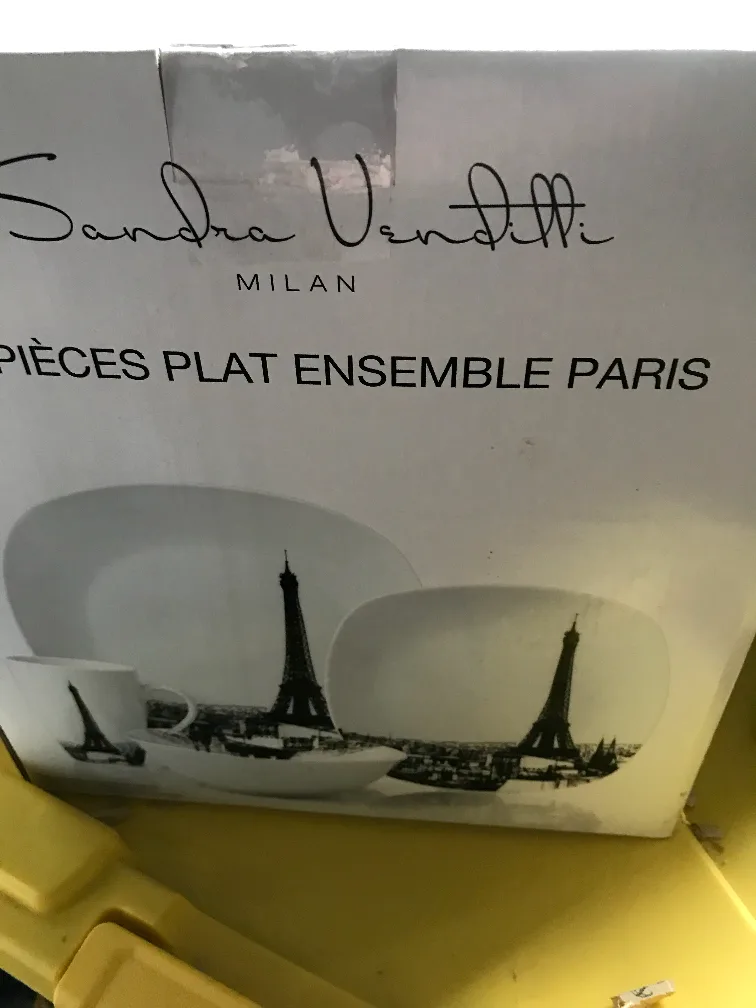 Sandra Venditti
MILAN
PIÈCES PLAT ENSEMBLE PARIS